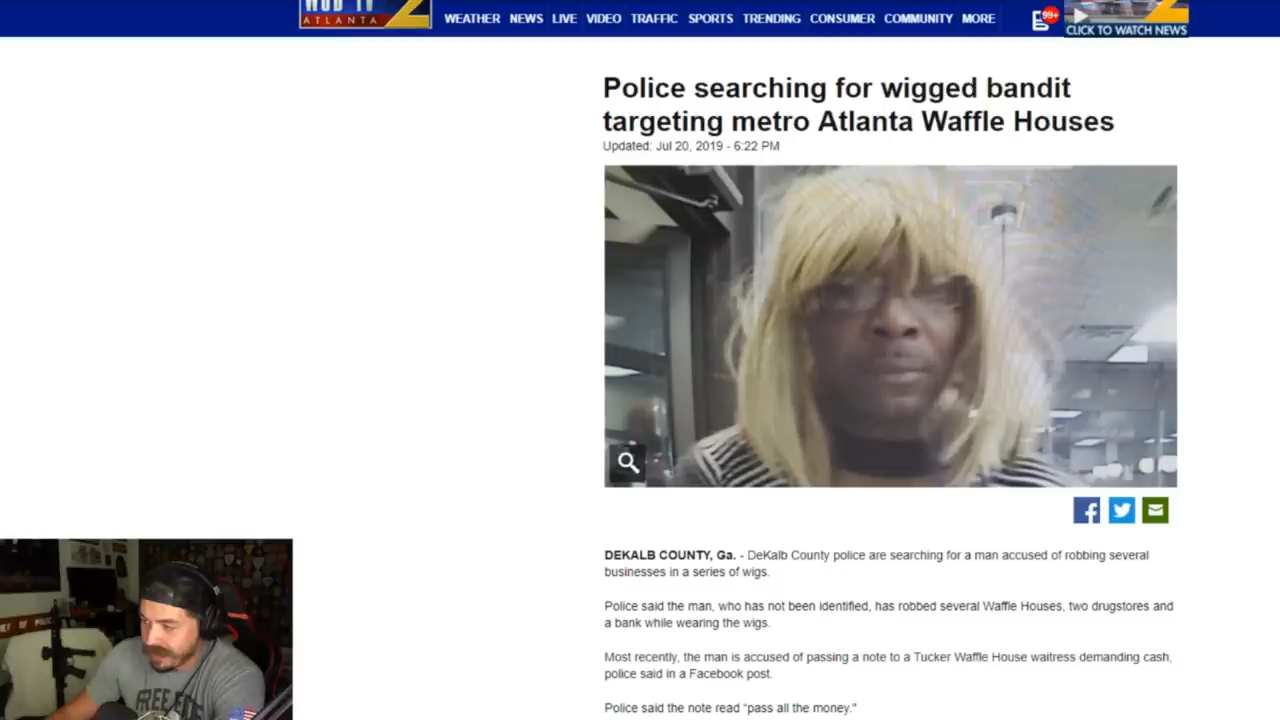 WSB-TV 2
ATLANTA
WEATHER NEWS LIVE VIDEO TRAFFIC SPORTS TRENDING CONSUMER COMMUNITY MORE
99+
CLICK TO WATCH NEWS
Police searching for wigged bandit
targeting metro Atlanta Waffle Houses
Updated: Jul 20, 2019 - 6:22 PM
DEKALB COUNTY, Ga. - DeKalb County police are searching for a man accused of robbing several
businesses in a series of wigs.
Police said the man, who has not been identified, has robbed several Waffle Houses, two drugstores and
a bank while wearing the wigs.
Most recently, the man is accused of passing a note to a Tucker Waffle House waitress demanding cash,
police said in a Facebook post.
Police said the note read “pass all the money.”
FREE